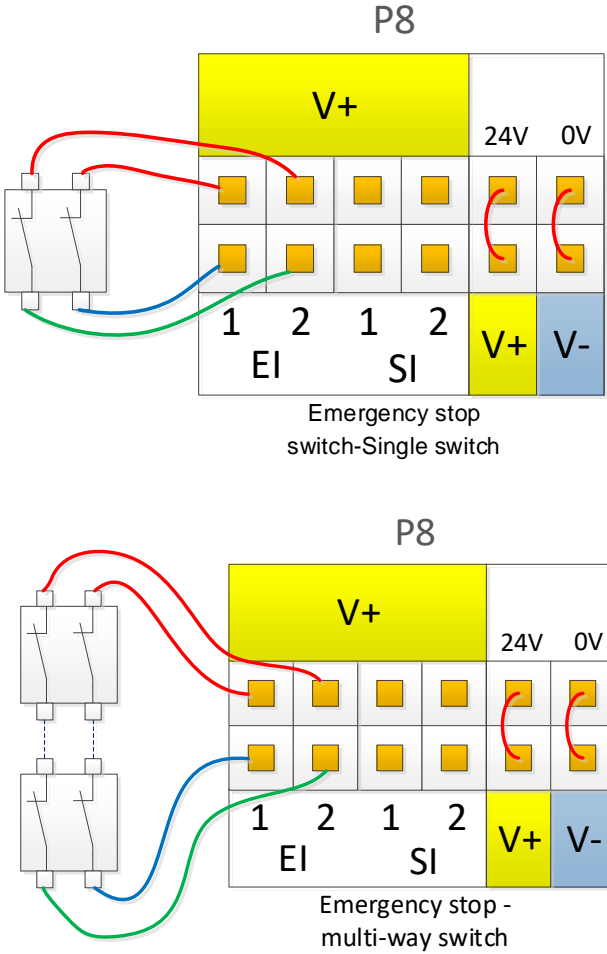 P8
V+
24V 0V
1 2 1 2
EI SI
V+ V-
Emergency stop
switch-Single switch
P8
V+
24V 0V
1 2 1 2
EI SI
V+ V-
Emergency stop -
multi-way switch